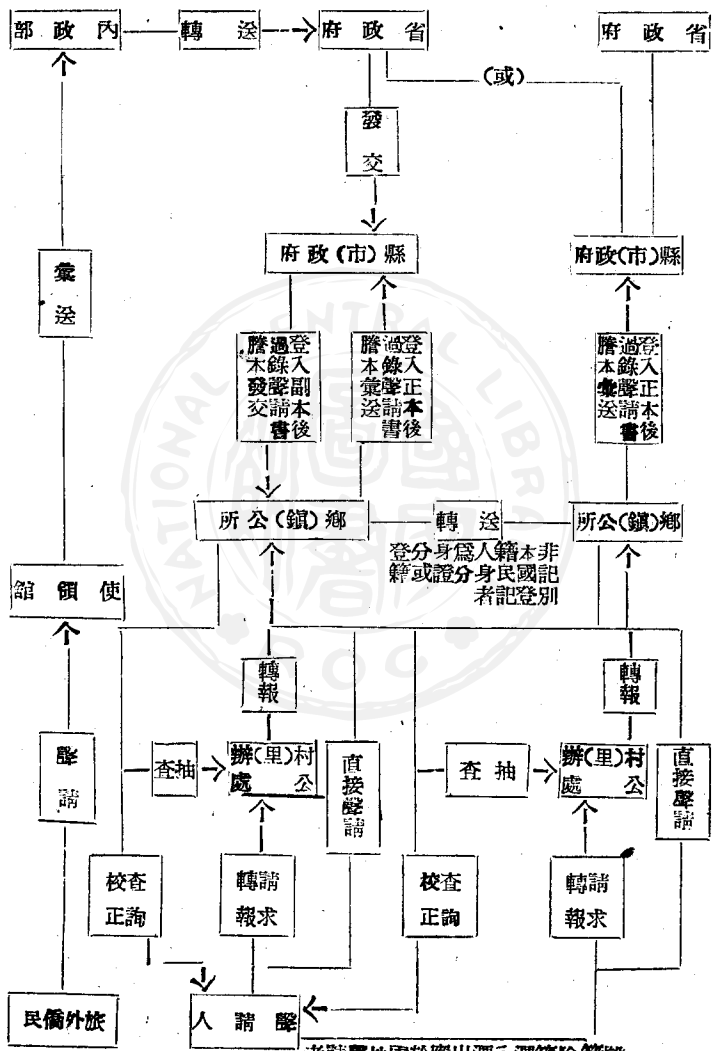 部政內
轉送
府政省
府政省
(或)
發交
府政(市)縣
府政(市)縣
彙送
登入副本後
過錄聲請書
謄本發交
登入正本後
過錄聲請書
謄本彙送
登入正本後
過錄聲請書
謄本彙送
所公(鎮)鄉
轉送
所公(鎮)鄉
登分身爲人籍本非
籍或證分身民國記
者記登別
館領使
轉報
轉報
聲請
查抽
辦(里)村
處公
直接聲請
查抽
辦(里)村
處公
直接聲請
查詢
校正
請求
轉報
查詢
校正
請求
轉報
民僑外旅
人請聲
NATIONAL CENTRAL LIBRARY
ROC